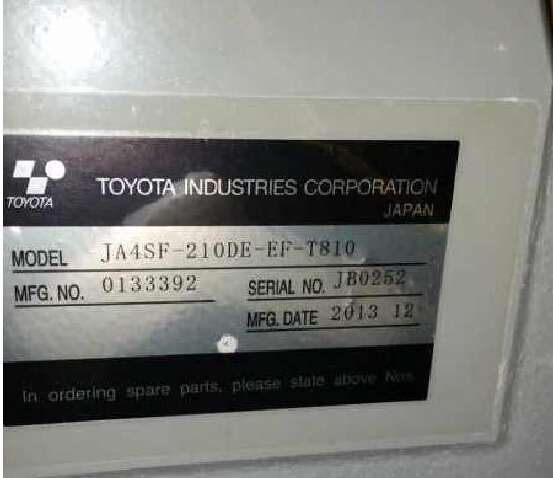 TOYOTA INDUSTRIES CORPORATION
TOYOTA
JAPAN
MODEL JA4SF-210DE-EF-T810
MFG. NO. 0133392 SERIAL NO. JB0252
MFG. DATE 2013 12
In ordering spare parts, please state above Nos.